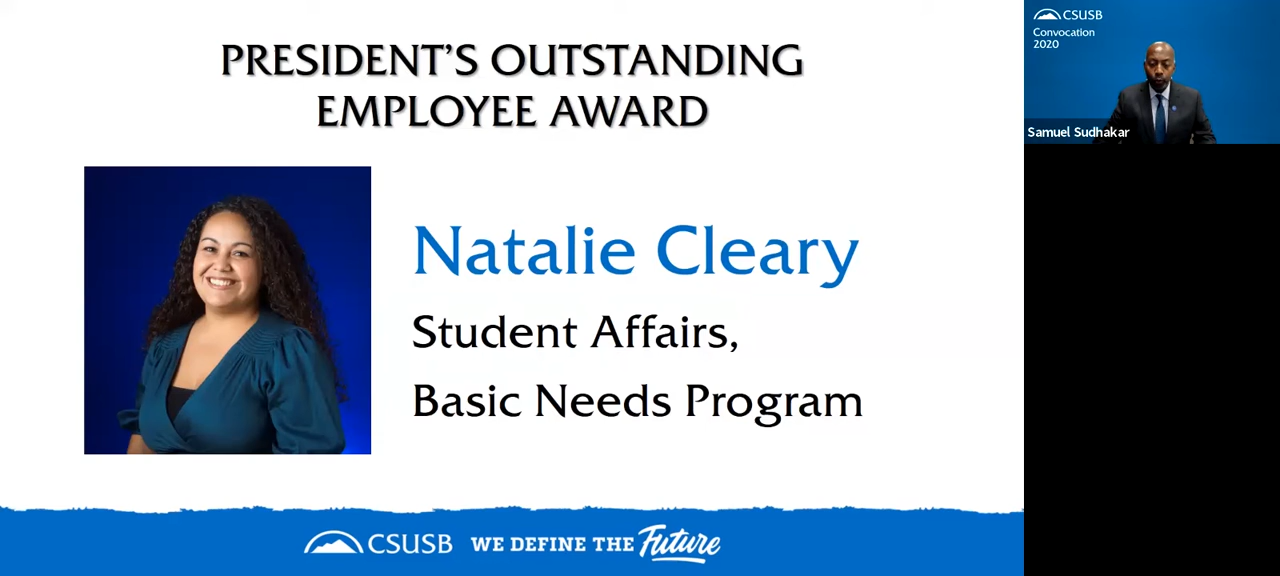 PRESIDENT'S OUTSTANDING
EMPLOYEE AWARD
Natalie Cleary
Student Affairs,
Basic Needs Program
CSUSB WE DEFINE THE Future
CSUSB
Convocation
2020
Samuel Sudhakar